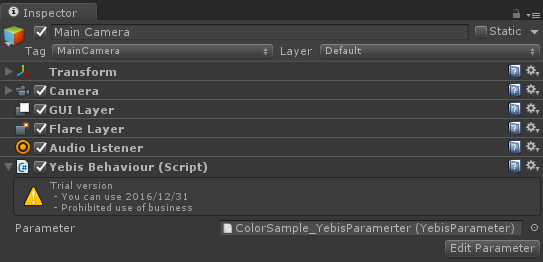 Inspector
Main Camera
Static
Tag MainCamera Layer Default
Transform
Camera
GUI Layer
Flare Layer
Audio Listener
Yebis Behaviour (Script)
Trial version
- You can use 2016/12/31
- Prohibited use of business
Parameter ColorSample_YebisParamerter (YebisParameter)
Edit Parameter